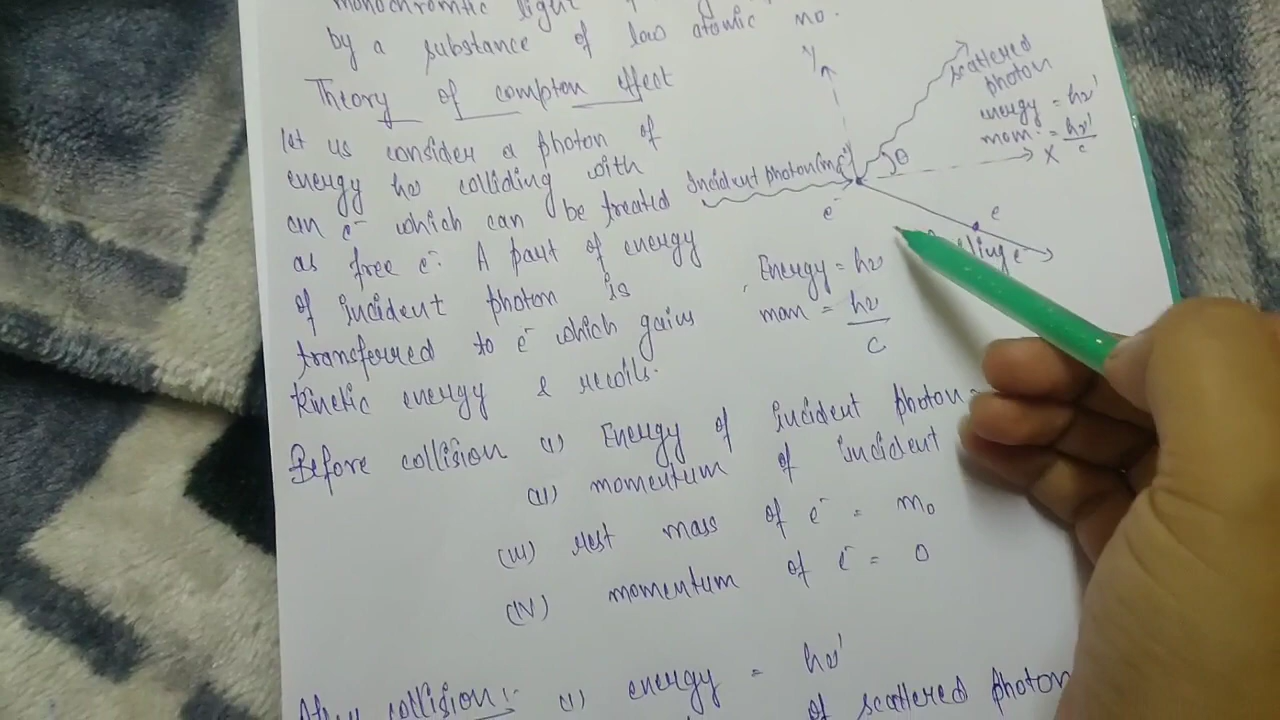 monochromtic light
by a substance of low atomic no.
Theory of compton effect
let us consider a photon of
energy hν colliding with
an e⁻ which can be treated
as free e⁻. A part of energy
of incident photon is
transferred to e⁻ which gains
kinetic energy & recoils.
Y
scattered
photon
energy = hν'
mom. = hν'/c
X
θ
Incident photon
e⁻
e
e⁻
Energy = hν
mom = hν/c
Before collision (I) Energy of incident photon =
(II) momentum of incident
(III) rest mass of e⁻ = m₀
(IV) momentum of e⁻ = 0
After collision :- (I) energy = hν'
of scattered photon